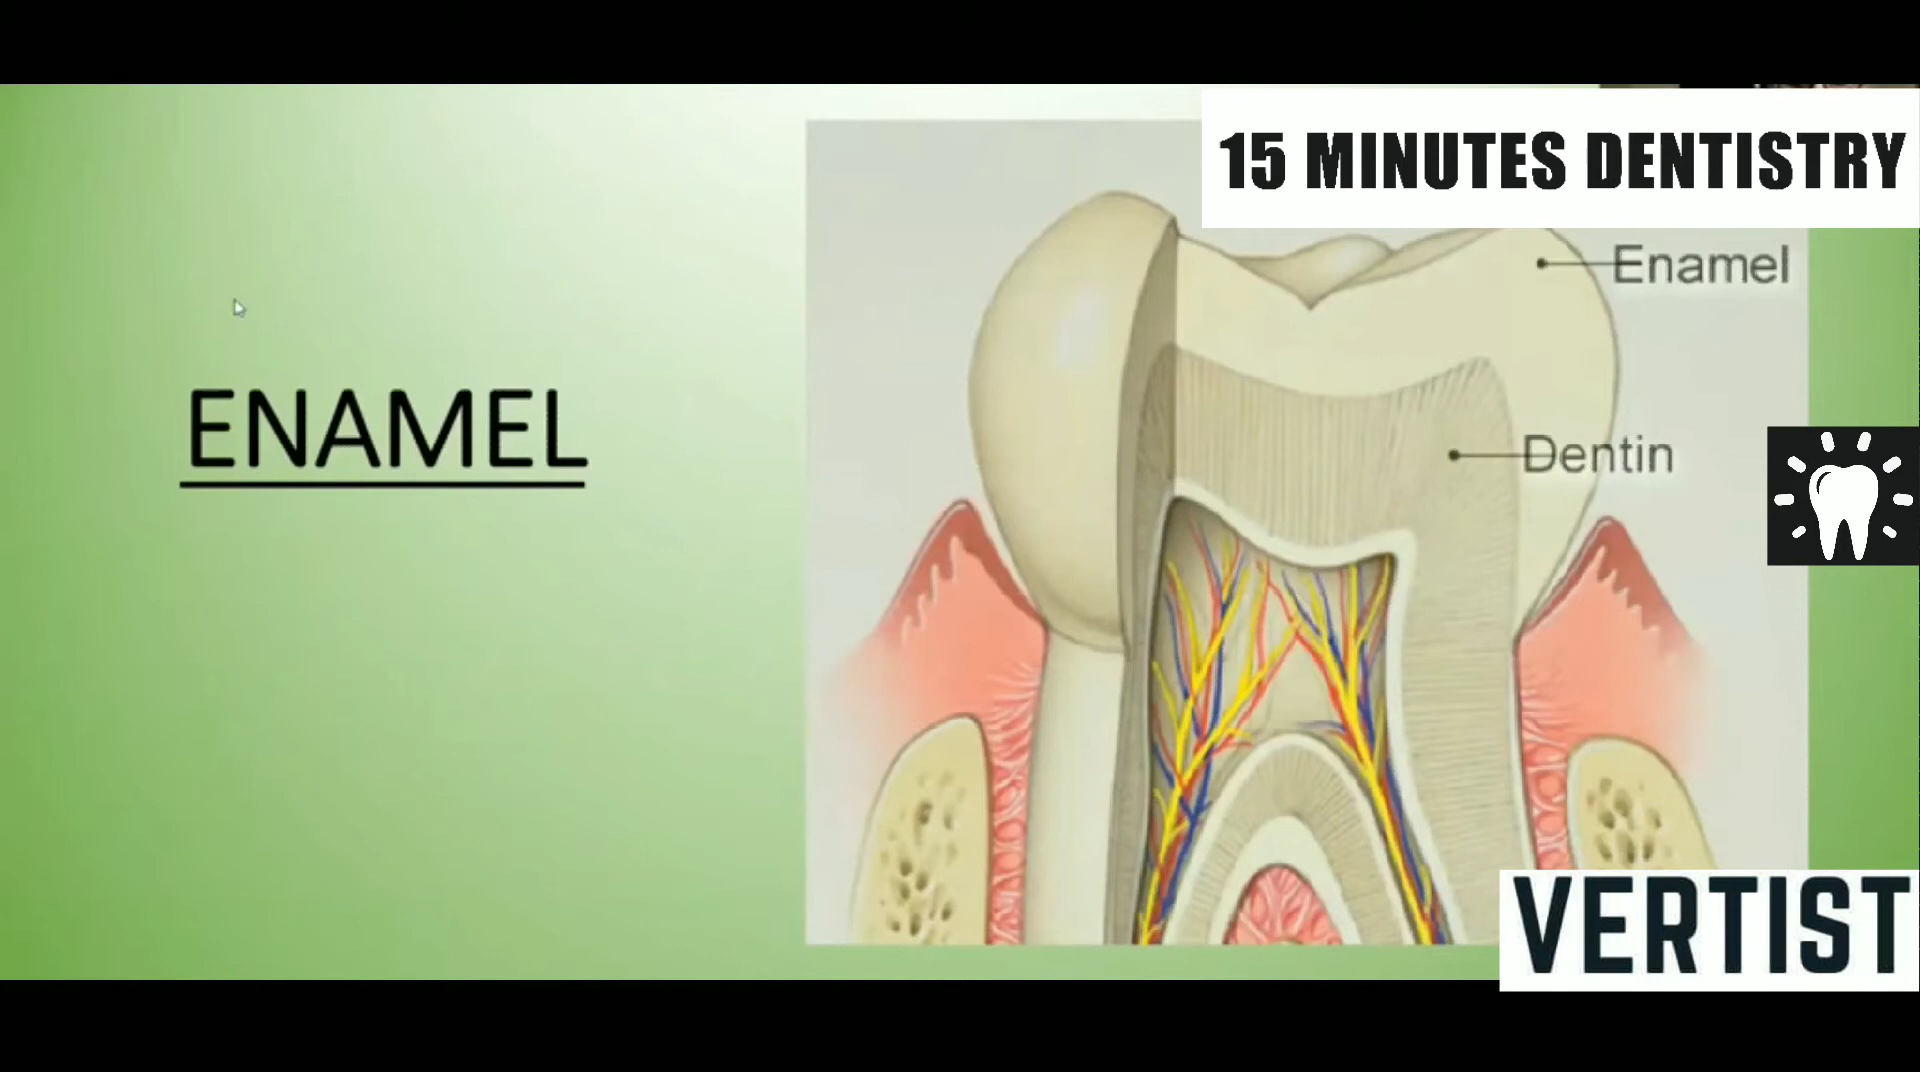 15 MINUTES DENTISTRY
Enamel
ENAMEL
Dentin
VERTIST